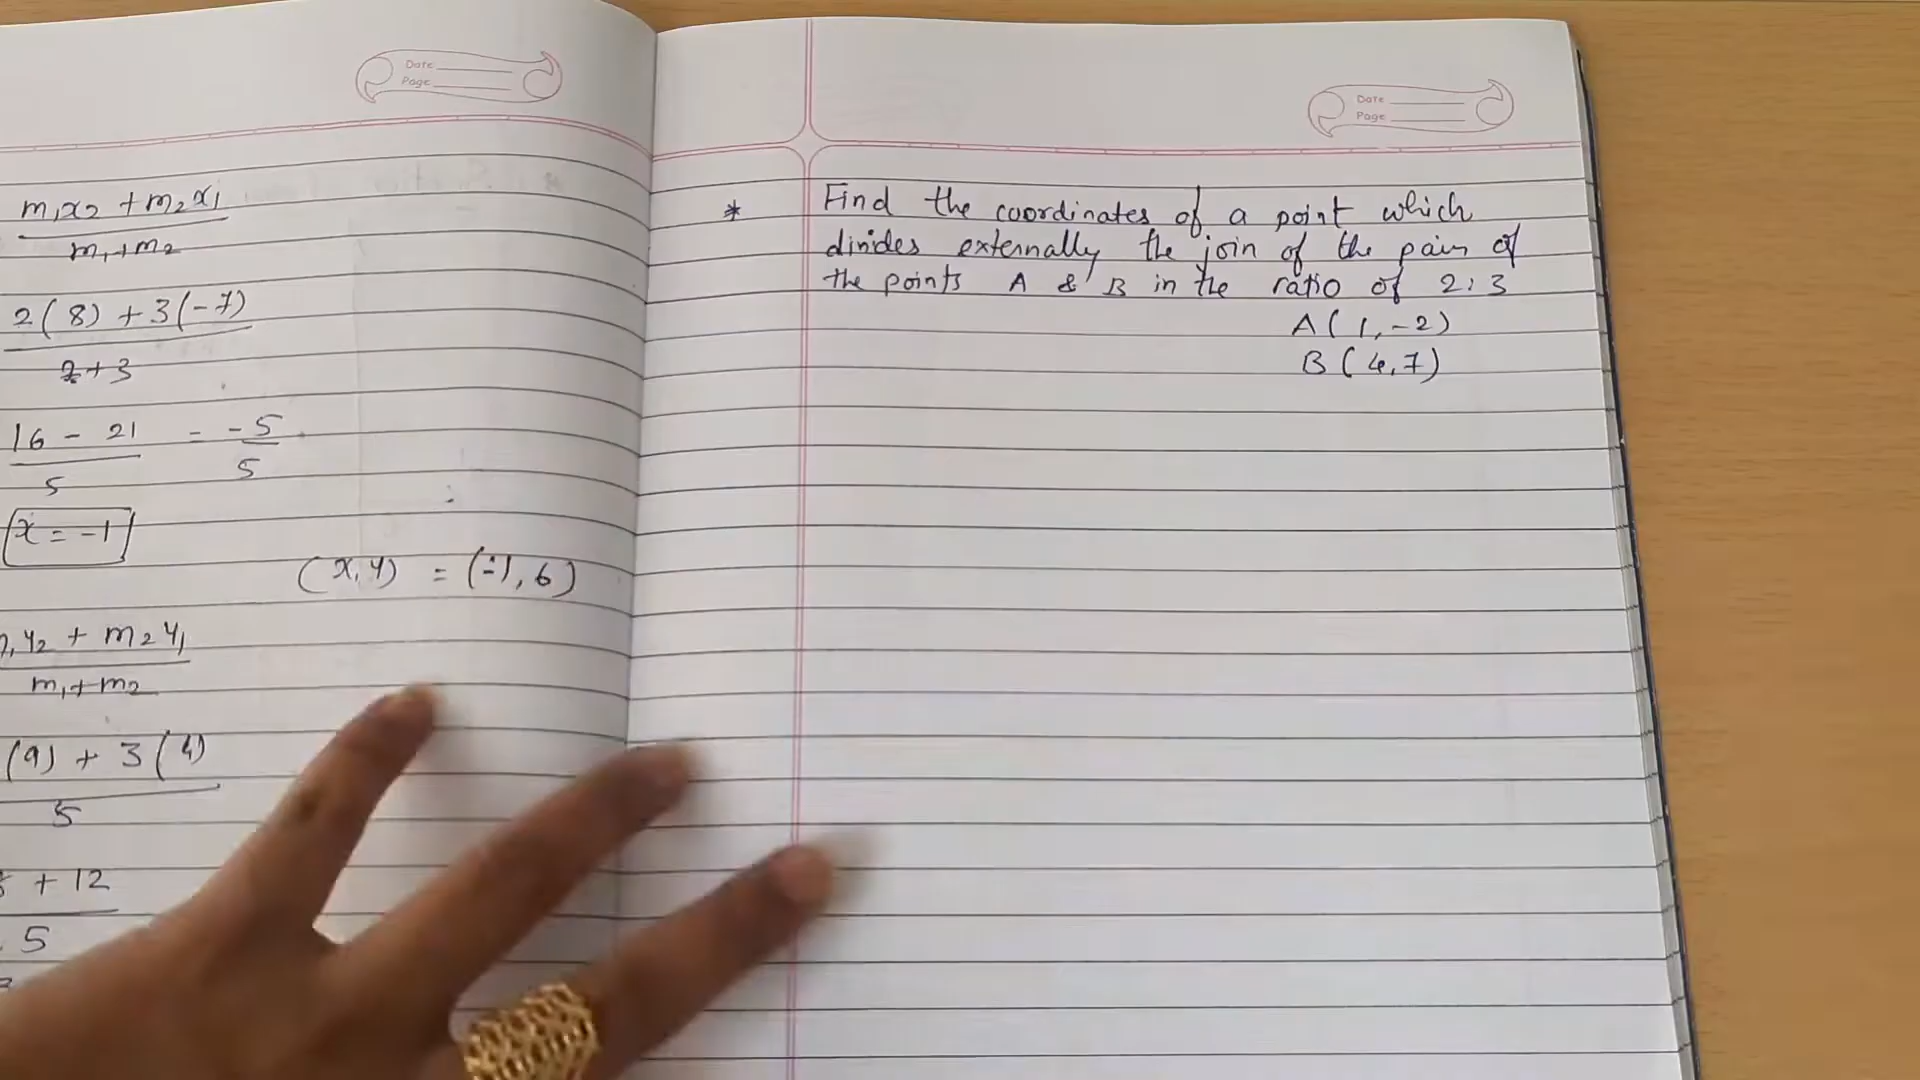 Date
Page
m1x2 + m2x1
m1+m2
2(8) + 3(-7)
2+3
16 - 21 = -5
5 5
x = -1
(x,y) = (-1, 6)
y2 + m2y1
m1+m2
(9) + 3(4)
5
+ 12
5
Date
Page
* Find the coordinates of a point which
divides externally the join of the pair of
the points A & B in the ratio of 2:3
A(1,-2)
B(4,7)